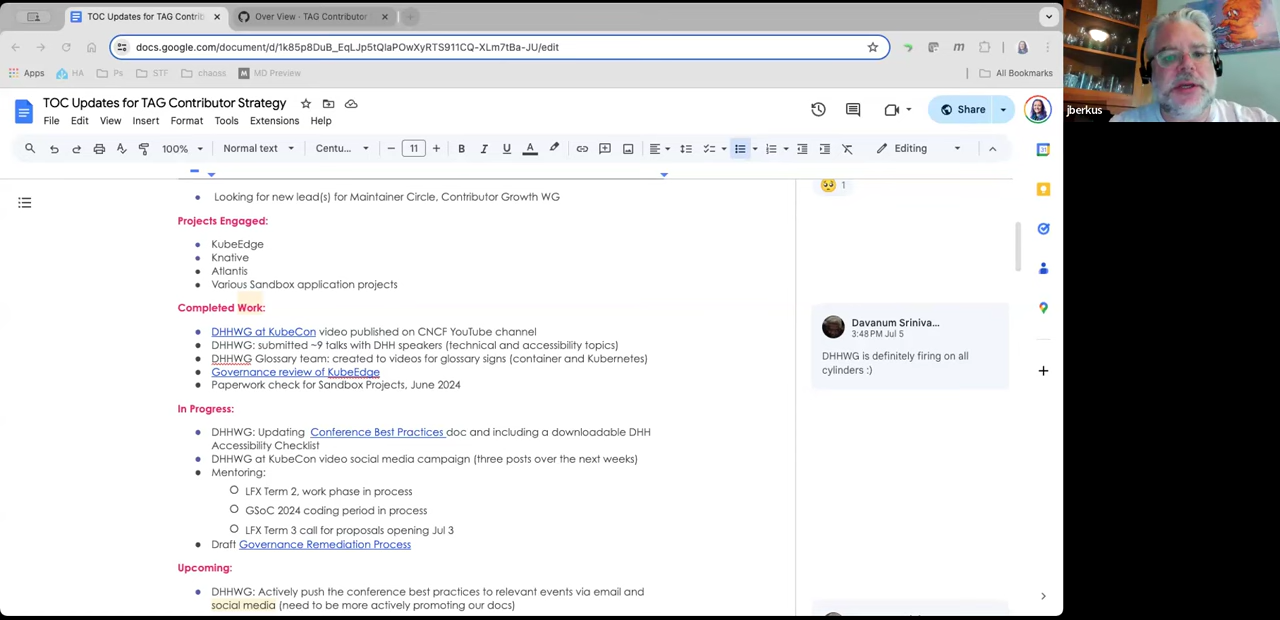 TOC Updates for TAG Contrib
Over View - TAG Contributor
docs.google.com/document/d/1k85p8DuB_EqLJp5tQlaPOwXyRTS911CQ-XLm7tBa-JU/edit
Apps
HA
Ps
STF
chaoss
MD Preview
All Bookmarks
jberkus
TOC Updates for TAG Contributor Strategy
File Edit View Insert Format Tools Extensions Help
Share
100%
Normal text
Centu...
11
B I U A
Editing
Looking for new lead(s) for Maintainer Circle, Contributor Growth WG
1
Projects Engaged:
KubeEdge
Knative
Atlantis
Various Sandbox application projects
Completed Work:
DHHWG at KubeCon video published on CNCF YouTube channel
DHHWG: submitted ~9 talks with DHH speakers (technical and accessibility topics)
DHHWG Glossary team: created to videos for glossary signs (container and Kubernetes)
Governance review of KubeEdge
Paperwork check for Sandbox Projects, June 2024
Davanum Sriniva...
3:48 PM Jul 5
DHHWG is definitely firing on all
cylinders :)
In Progress:
DHHWG: Updating Conference Best Practices doc and including a downloadable DHH
Accessibility Checklist
DHHWG at KubeCon video social media campaign (three posts over the next weeks)
Mentoring:
LFX Term 2, work phase in process
GSoC 2024 coding period in process
LFX Term 3 call for proposals opening Jul 3
Draft Governance Remediation Process
Upcoming:
DHHWG: Actively push the conference best practices to relevant events via email and
social media (need to be more actively promoting our docs)